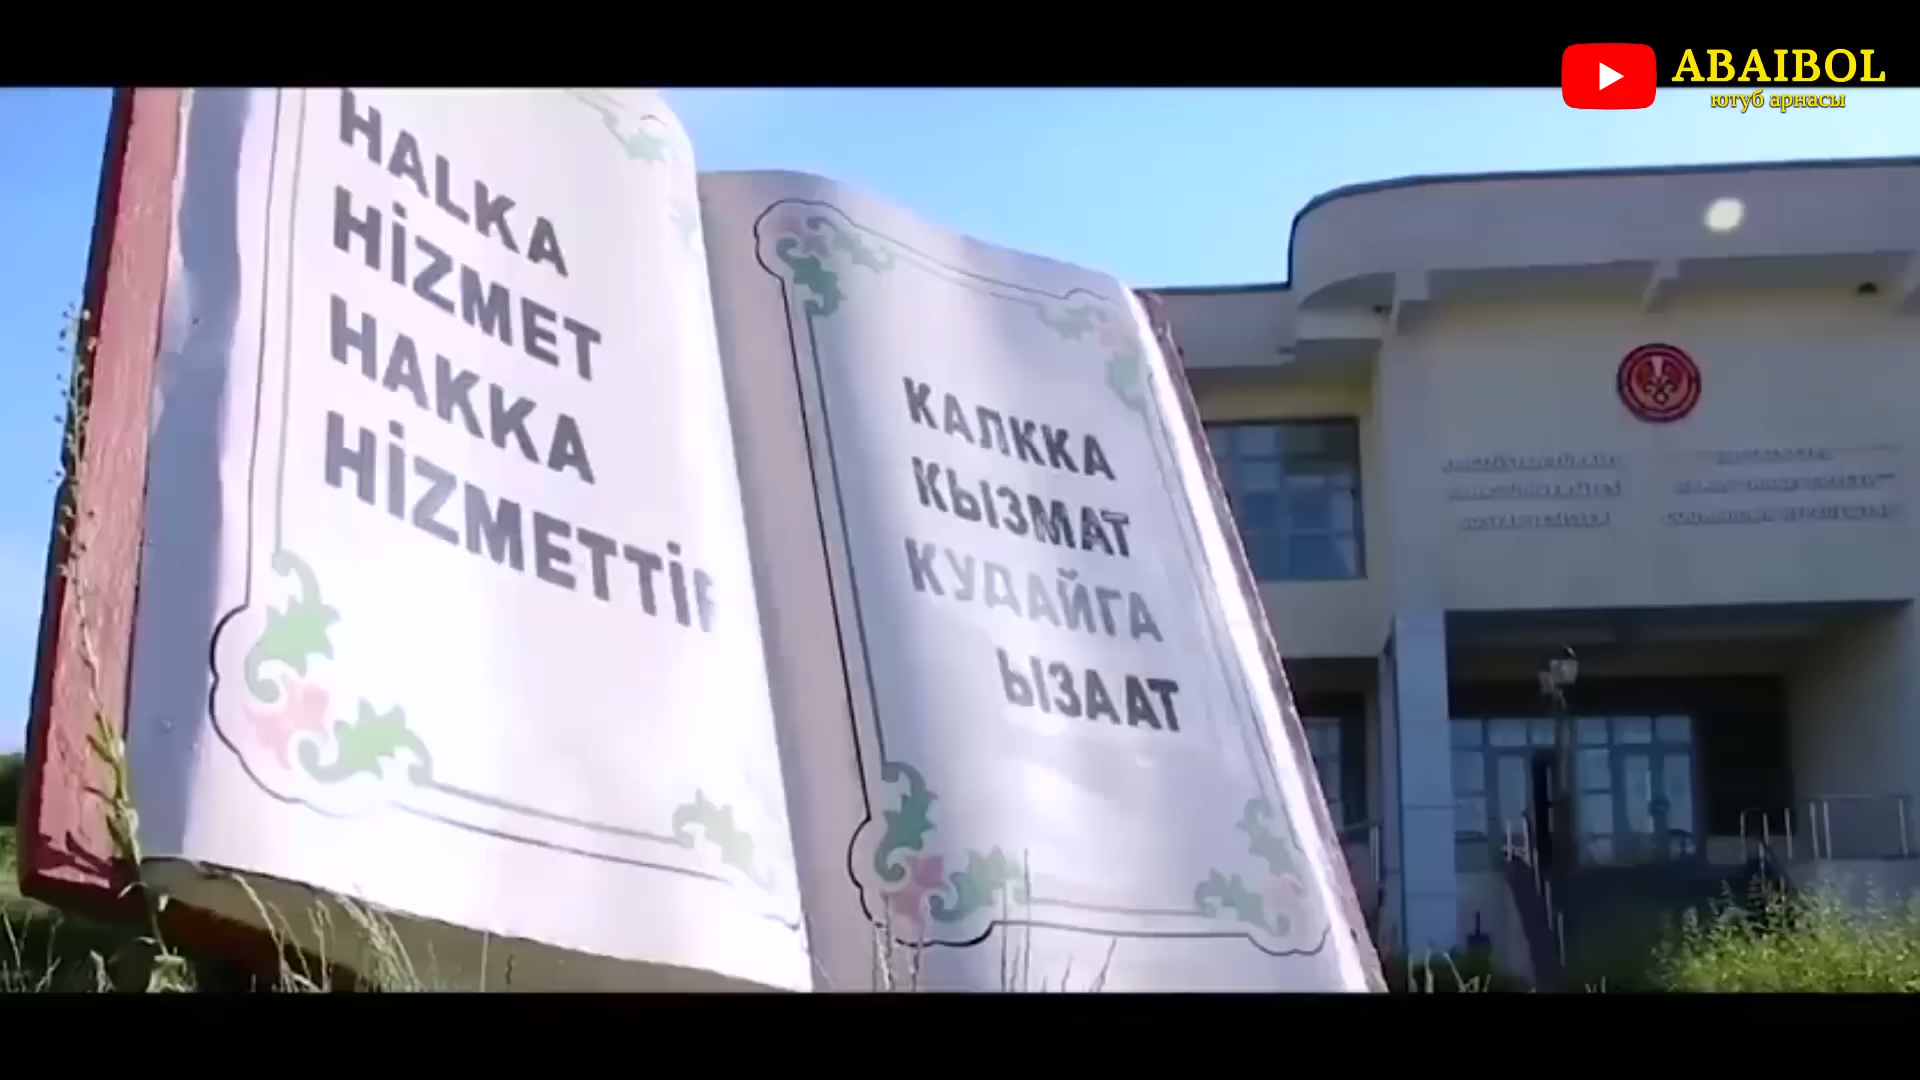 ABAIBOL
ютуб арнасы
HALKA
HİZMET
HAKKA
HİZMETTİR
КАЛККА
КЫЗМАТ
КУДАЙГА
ЫЗААТ